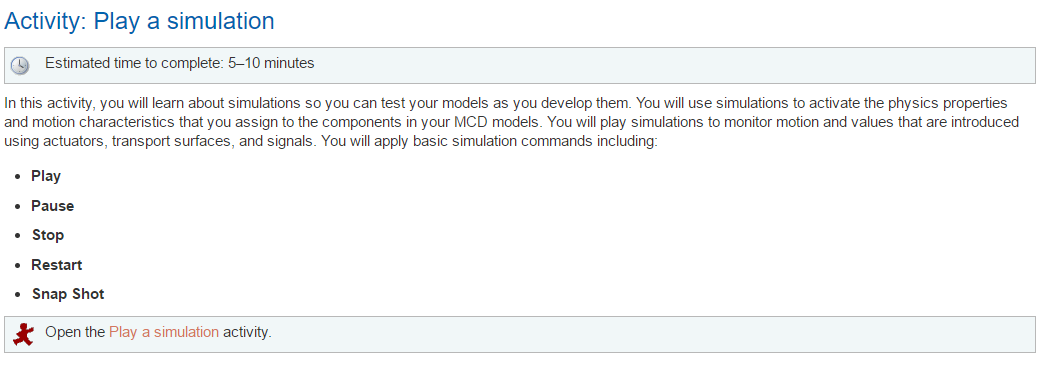 Activity: Play a simulation
Estimated time to complete: 5–10 minutes
In this activity, you will learn about simulations so you can test your models as you develop them. You will use simulations to activate the physics properties
and motion characteristics that you assign to the components in your MCD models. You will play simulations to monitor motion and values that are introduced
using actuators, transport surfaces, and signals. You will apply basic simulation commands including:
• Play
• Pause
• Stop
• Restart
• Snap Shot
Open the Play a simulation activity.